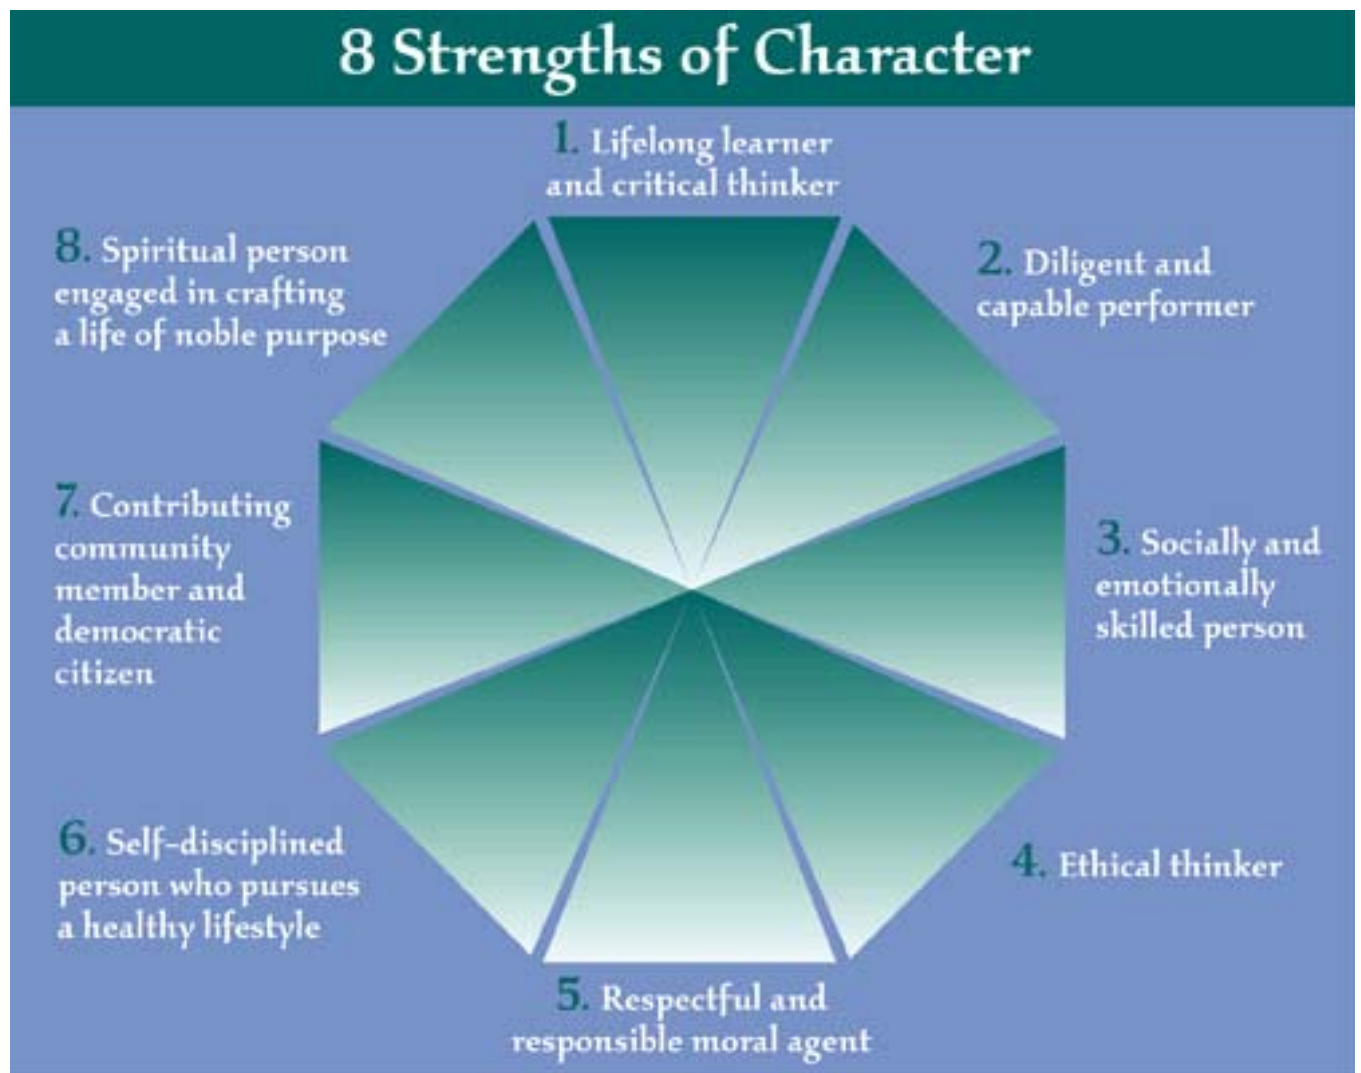 8 Strengths of Character
1. Lifelong learner
and critical thinker
2. Diligent and
capable performer
3. Socially and
emotionally
skilled person
4. Ethical thinker
5. Respectful and
responsible moral agent
6. Self-disciplined
person who pursues
a healthy lifestyle
7. Contributing
community
member and
democratic
citizen
8. Spiritual person
engaged in crafting
a life of noble purpose